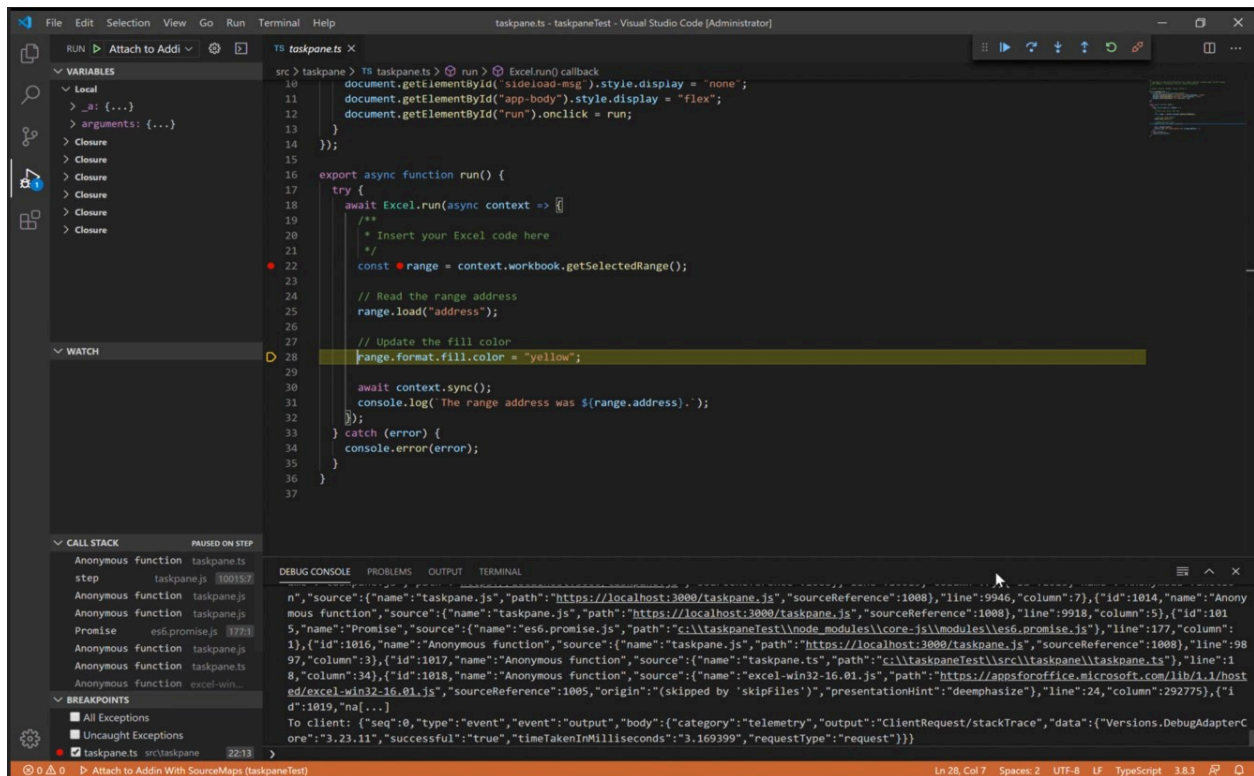 File Edit Selection View Go Run Terminal Help taskpane.ts - taskpaneTest - Visual Studio Code [Administrator]
RUN Attach to Addi
TS taskpane.ts
src > taskpane > TS taskpane.ts > run > Excel.run() callback
VARIABLES
Local
> _a: {...}
> arguments: {...}
> Closure
> Closure
> Closure
> Closure
> Closure
> Closure
WATCH
CALL STACK PAUSED ON STEP
Anonymous function taskpane.ts
step taskpane.js 10015:7
Anonymous function taskpane.js
Anonymous function taskpane.js
Promise es6.promise.js 177:1
Anonymous function taskpane.js
Anonymous function taskpane.ts
Anonymous function excel-win...
BREAKPOINTS
All Exceptions
Uncaught Exceptions
taskpane.ts src\taskpane 22:13
10 document.getElementById("sideload-msg").style.display = "none";
11 document.getElementById("app-body").style.display = "flex";
12 document.getElementById("run").onclick = run;
13 }
14 });
15
16 export async function run() {
17 try {
18 await Excel.run(async context => {
19 /**
20 * Insert your Excel code here
21 */
22 const range = context.workbook.getSelectedRange();
23
24 // Read the range address
25 range.load("address");
26
27 // Update the fill color
28 range.format.fill.color = "yellow";
29
30 await context.sync();
31 console.log(`The range address was ${range.address}.`);
32 });
33 } catch (error) {
34 console.error(error);
35 }
36 }
37
DEBUG CONSOLE PROBLEMS OUTPUT TERMINAL
n","source":{"name":"taskpane.js","path":"https://localhost:3000/taskpane.js","sourceReference":1008},"line":9946,"column":7},{"id":1014,"name":"Anony
mous function","source":{"name":"taskpane.js","path":"https://localhost:3000/taskpane.js","sourceReference":1008},"line":9918,"column":5},{"id":101
5,"name":"Promise","source":{"name":"es6.promise.js","path":"c:\\taskpaneTest\\node_modules\\core-js\\modules\\es6.promise.js"},"line":177,"column":
1},{"id":1016,"name":"Anonymous function","source":{"name":"taskpane.js","path":"https://localhost:3000/taskpane.js","sourceReference":1008},"line":98
97,"column":3},{"id":1017,"name":"Anonymous function","source":{"name":"taskpane.ts","path":"c:\\taskpaneTest\\src\\taskpane\\taskpane.ts"},"line":1
8,"column":34},{"id":1018,"name":"Anonymous function","source":{"name":"excel-win32-16.01.js","path":"https://appsforoffice.microsoft.com/lib/1.1/host
ed/excel-win32-16.01.js","sourceReference":1005,"origin":"(skipped by 'skipFiles')","presentationHint":"deemphasize"},"line":24,"column":292775},{"i
d":1019,"na[...]
To client: {"seq":0,"type":"event","event":"output","body":{"category":"telemetry","output":"ClientRequest/stackTrace","data":{"Versions.DebugAdapterC
ore":"3.23.11","successful":"true","timeTakenInMilliseconds":"3.169399","requestType":"request"}}}
0 0 Attach to Addin With SourceMaps (taskpaneTest) Ln 28, Col 7 Spaces: 2 UTF-8 LF TypeScript 3.8.3